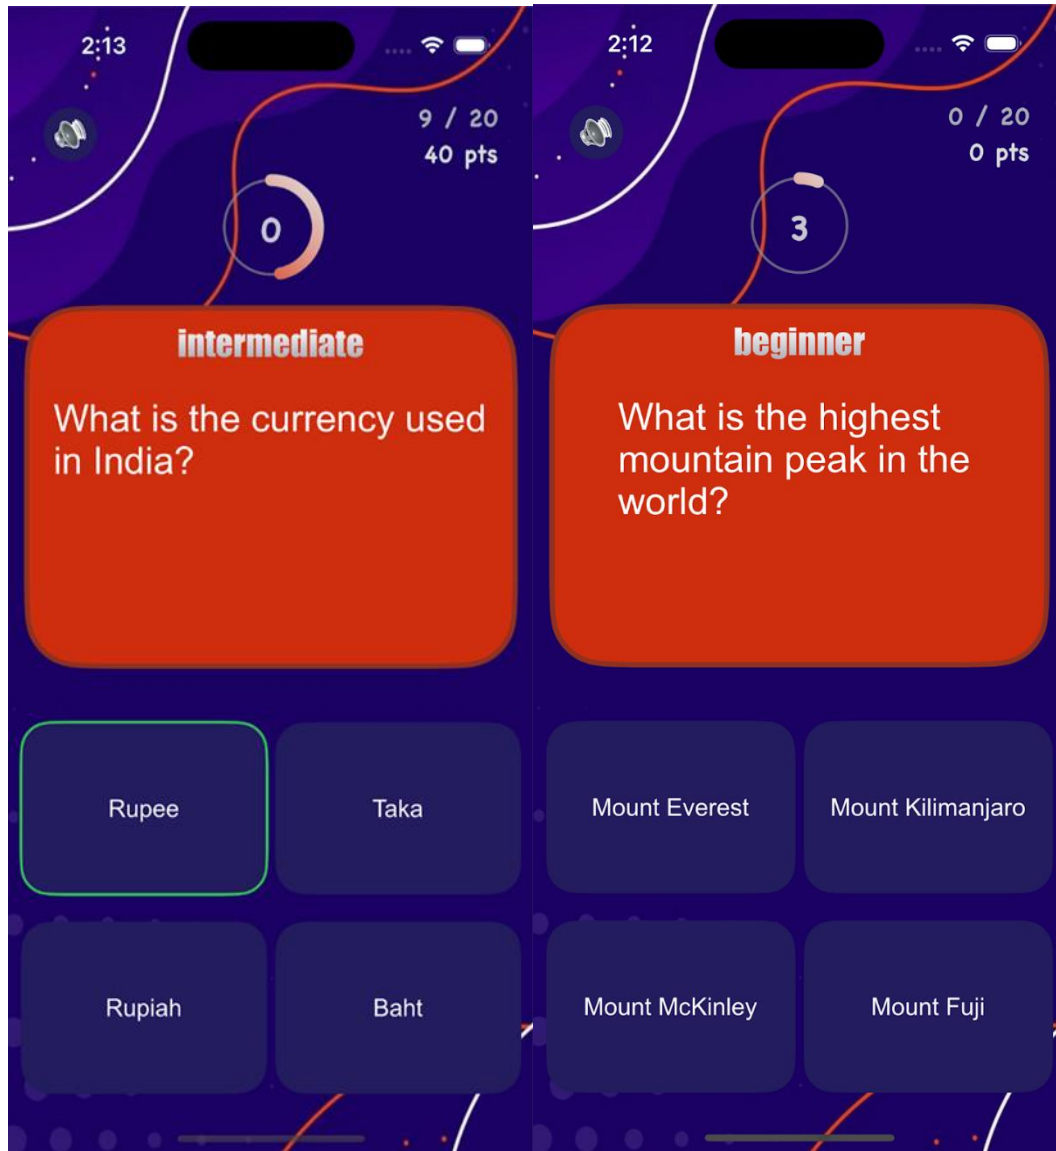 2:13
9 / 20
40 pts
0
intermediate
What is the currency used
in India?
Rupee
Taka
Rupiah
Baht
2:12
0 / 20
0 pts
3
beginner
What is the highest
mountain peak in the
world?
Mount Everest
Mount Kilimanjaro
Mount McKinley
Mount Fuji